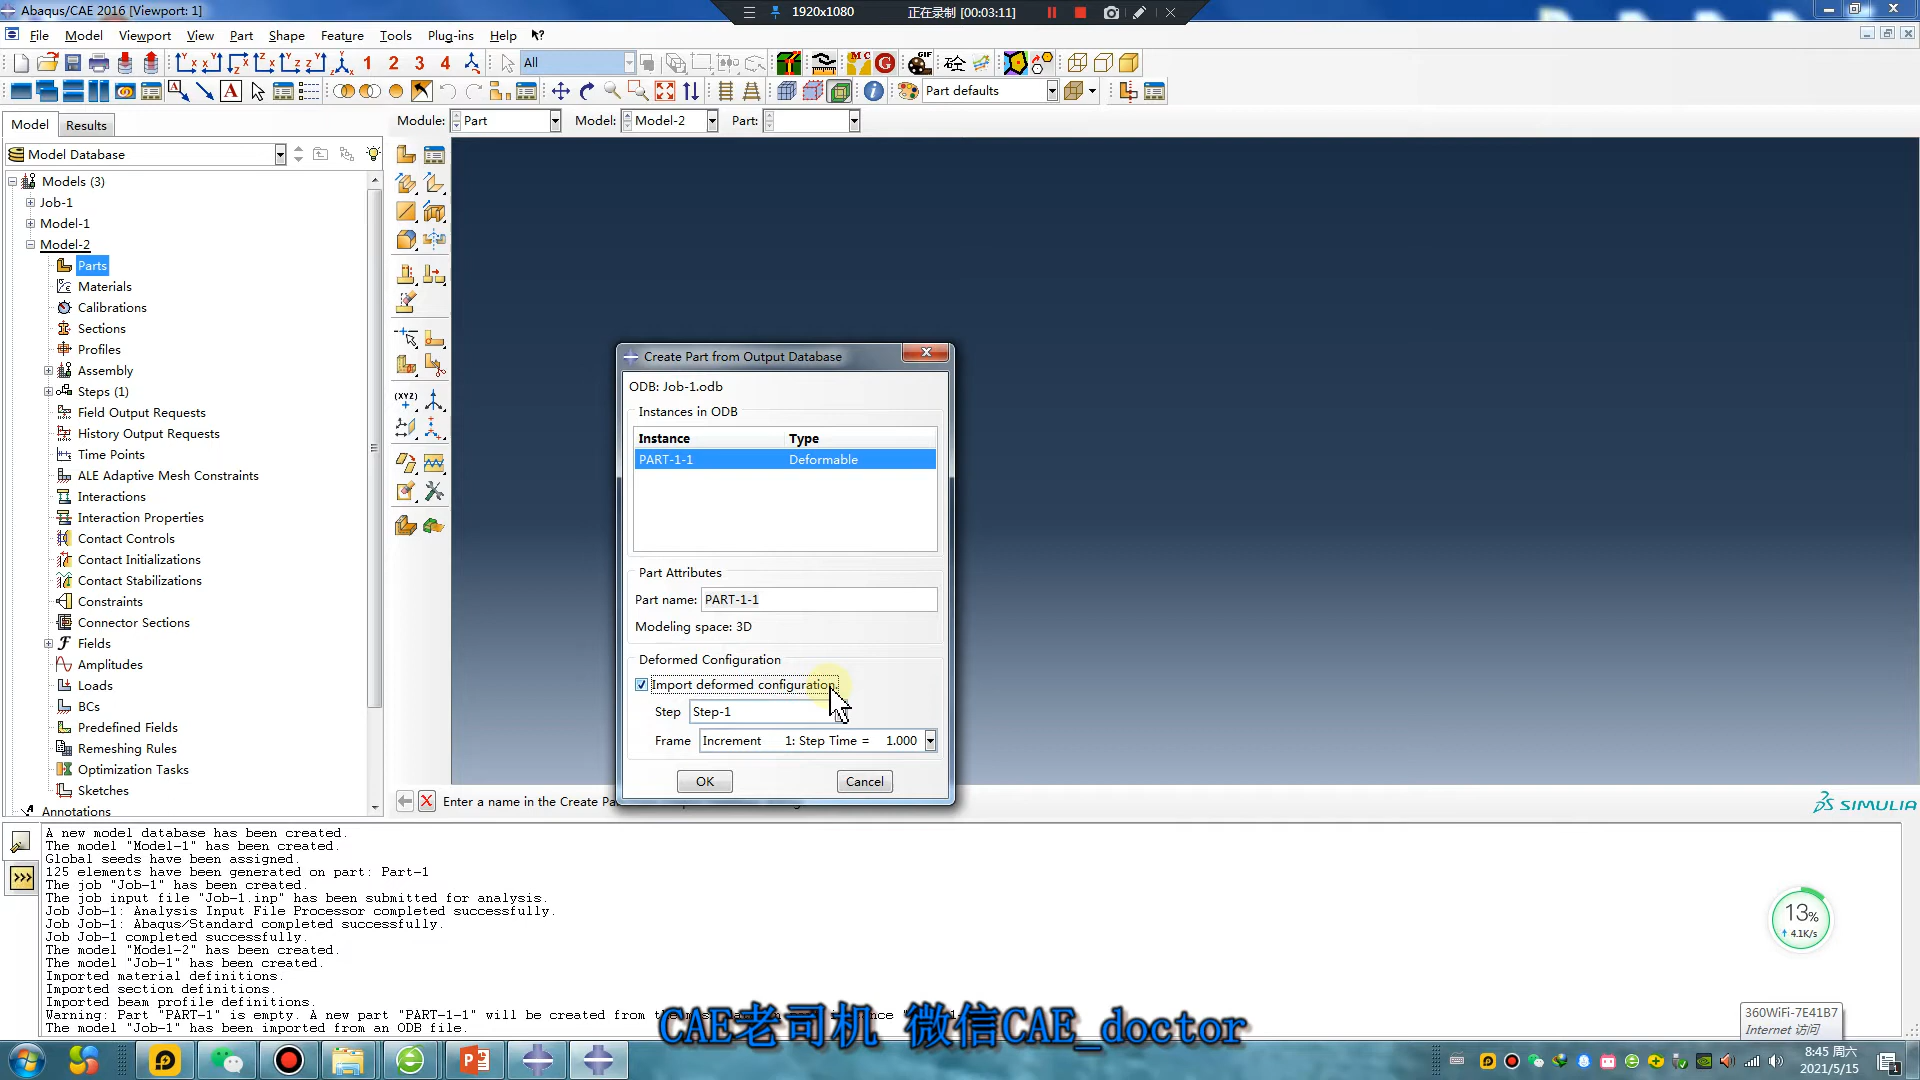 Abaqus/CAE 2016 [Viewport: 1]
1920x1080
正在录制 [00:03:11]
File Model Viewport View Part Shape Feature Tools Plug-ins Help
1 2 3 4
All
M C
G
GIF
砼
A
Part defaults
Model Results
Module: Part
Model: Model-2
Part:
Model Database
Models (3)
Job-1
Model-1
Model-2
Parts
Materials
Calibrations
Sections
Profiles
Assembly
Steps (1)
Field Output Requests
History Output Requests
Time Points
ALE Adaptive Mesh Constraints
Interactions
Interaction Properties
Contact Controls
Contact Initializations
Contact Stabilizations
Constraints
Connector Sections
Fields
Amplitudes
Loads
BCs
Predefined Fields
Remeshing Rules
Optimization Tasks
Sketches
Annotations
(XYZ)
Create Part from Output Database
ODB: Job-1.odb
Instances in ODB
Instance Type
PART-1-1 Deformable
Part Attributes
Part name: PART-1-1
Modeling space: 3D
Deformed Configuration
Import deformed configuration
Step Step-1
Frame Increment 1: Step Time = 1.000
OK Cancel
Enter a name in the Create Pa
SIMULIA
A new model database has been created.
The model "Model-1" has been created.
Global seeds have been assigned.
125 elements have been generated on part: Part-1
The job "Job-1" has been created.
The job input file "Job-1.inp" has been submitted for analysis.
Job Job-1: Analysis Input File Processor completed successfully.
Job Job-1: Abaqus/Standard completed successfully.
Job Job-1 completed successfully.
The model "Model-2" has been created.
The model "Job-1" has been created.
Imported material definitions.
Imported section definitions.
Imported beam profile definitions.
Warning: Part "PART-1" is empty. A new part "PART-1-1" will be created from
The model "Job-1" has been imported from an ODB file.
13%
4.1K/s
CAE老司机 微信CAE_doctor
360WiFi-7E41B7
Internet 访问
8:45 周六
2021/5/15